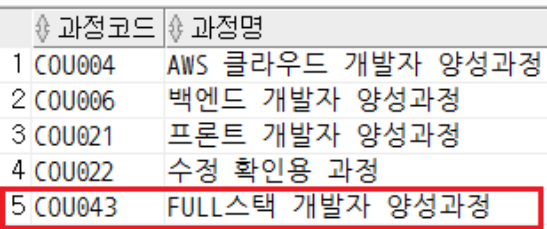 과정코드 과정명
1 COU004 AWS 클라우드 개발자 양성과정
2 COU006 백엔드 개발자 양성과정
3 COU021 프론트 개발자 양성과정
4 COU022 수정 확인용 과정
5 COU043 FULL스택 개발자 양성과정